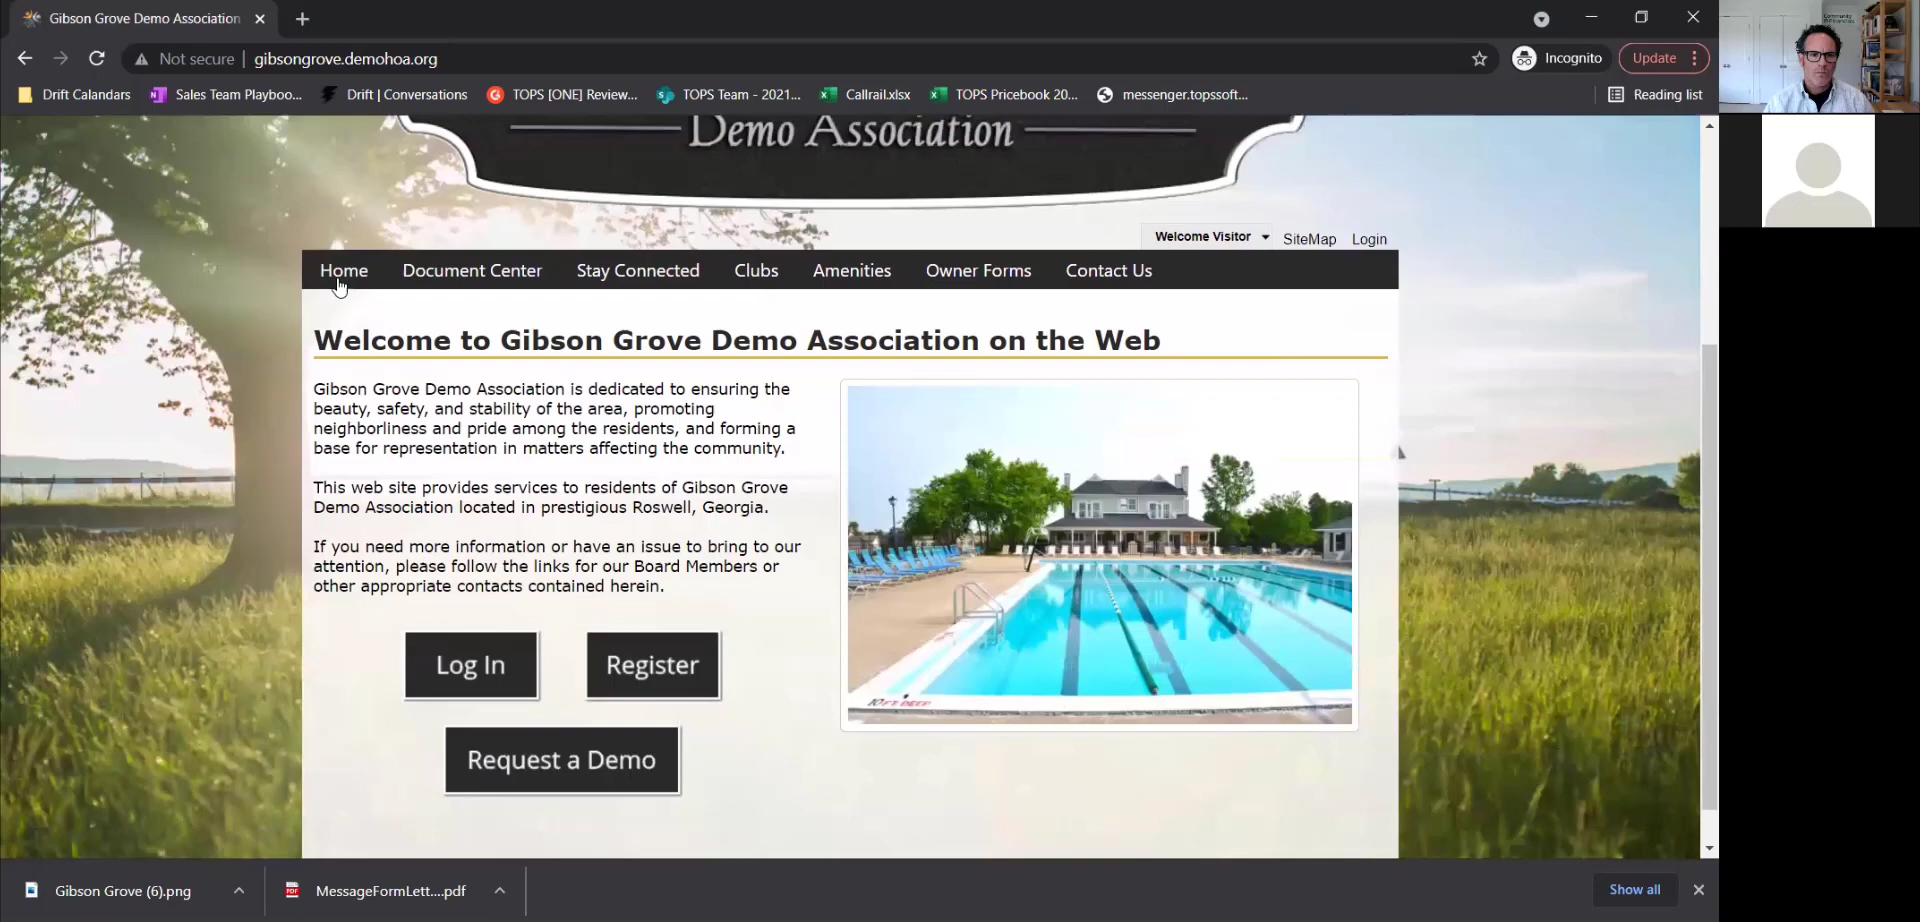 Gibson Grove Demo Association
Not secure | gibsongrove.demohoa.org
Incognito
Update
Drift Calandars
Sales Team Playboo...
Drift | Conversations
TOPS [ONE] Review...
TOPS Team - 2021...
Callrail.xlsx
TOPS Pricebook 20...
messenger.topssoft...
Reading list
Demo Association
Welcome Visitor SiteMap Login
Home Document Center Stay Connected Clubs Amenities Owner Forms Contact Us
Welcome to Gibson Grove Demo Association on the Web
Gibson Grove Demo Association is dedicated to ensuring the
beauty, safety, and stability of the area, promoting
neighborliness and pride among the residents, and forming a
base for representation in matters affecting the community.
This web site provides services to residents of Gibson Grove
Demo Association located in prestigious Roswell, Georgia.
If you need more information or have an issue to bring to our
attention, please follow the links for our Board Members or
other appropriate contacts contained herein.
Log In
Register
Request a Demo
10 FT DEEP
Gibson Grove (6).png
MessageFormLett....pdf
Show all